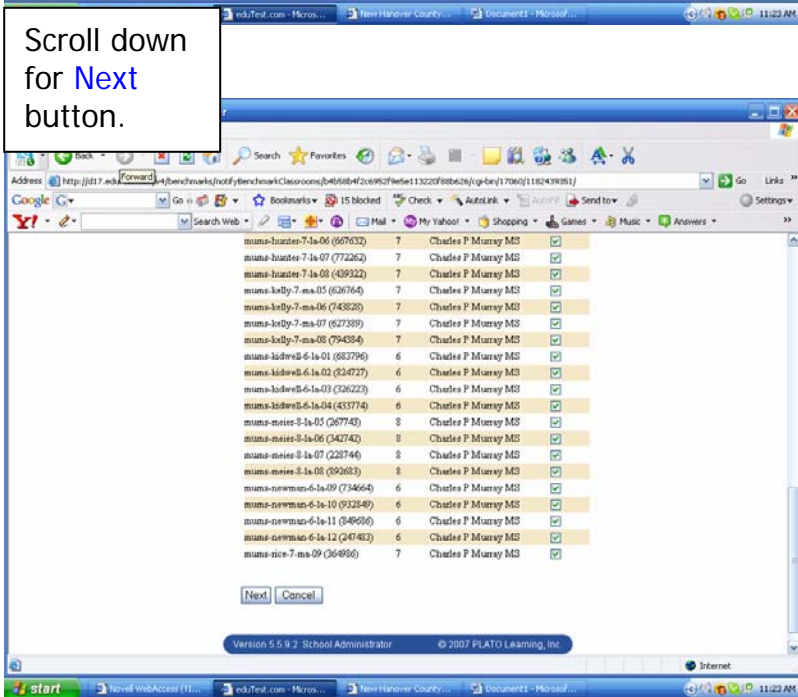 eduTest.com - Micros... New Hanover County,... Document1 - Microsof... 11:23 AM
Scroll down
for Next
button.
Back Search Favorites
Forward
Address Go Links »
Google G Go Bookmarks 15 blocked Check AutoLink AutoFill Send to Settings
Y! Search Web Mail My Yahoo! Shopping Games Music Answers »
mums-hunter-7-la-06 (667632) 7 Charles P Murray MS
mums-hunter-7-la-07 (772262) 7 Charles P Murray MS
mums-hunter-7-la-08 (439322) 7 Charles P Murray MS
mums-kelly-7-ma-05 (626764) 7 Charles P Murray MS
mums-kelly-7-ma-06 (743828) 7 Charles P Murray MS
mums-kelly-7-ma-07 (627389) 7 Charles P Murray MS
mums-kelly-7-ma-08 (794384) 7 Charles P Murray MS
mums-kidwell-6-la-01 (683796) 6 Charles P Murray MS
mums-kidwell-6-la-02 (824727) 6 Charles P Murray MS
mums-kidwell-6-la-03 (326223) 6 Charles P Murray MS
mums-kidwell-6-la-04 (433774) 6 Charles P Murray MS
mums-meier-8-la-05 (267743) 8 Charles P Murray MS
mums-meier-8-la-06 (342742) 8 Charles P Murray MS
mums-meier-8-la-07 (228744) 8 Charles P Murray MS
mums-meier-8-la-08 (892683) 8 Charles P Murray MS
mums-newman-6-la-09 (734664) 6 Charles P Murray MS
mums-newman-6-la-10 (932849) 6 Charles P Murray MS
mums-newman-6-la-11 (849686) 6 Charles P Murray MS
mums-newman-6-la-12 (247483) 6 Charles P Murray MS
mums-rice-7-ma-09 (364986) 7 Charles P Murray MS
Next Cancel
Version 5.5.9.2 School Administrator © 2007 PLATO Learning, Inc.
Internet
start Novell WebAccess (TI... eduTest.com - Micros... New Hanover County,... Document1 - Microsof... 11:23 AM